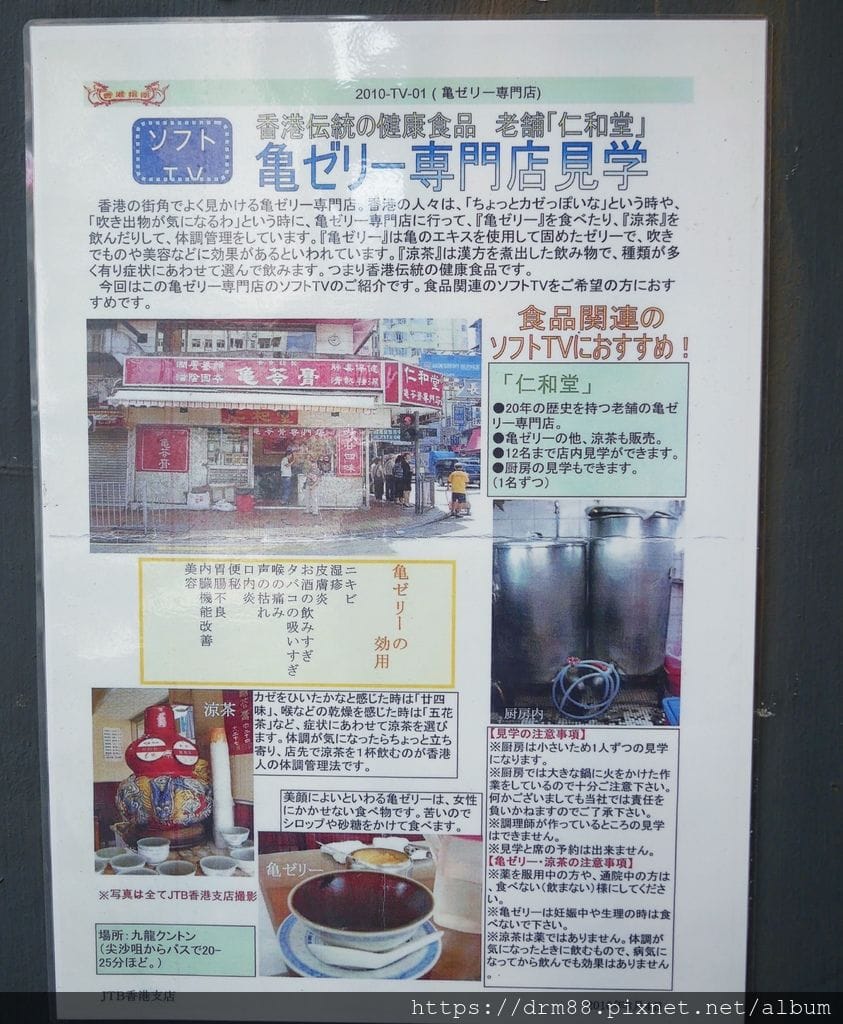 香港指南
2010-TV-01 ( 亀ゼリー専門店)
ソフト
TV
香港伝統の健康食品 老舗「仁和堂」
亀ゼリー専門店見学
香港の街角でよく見かける亀ゼリー専門店。香港の人々は、「ちょっとカゼっぽいな」という時や、
「吹き出物が気になるわ」という時に、亀ゼリー専門店に行って、『亀ゼリー』を食べたり、『涼茶』を
飲んだりして、体調管理をしています。『亀ゼリー』は亀のエキスを使用して固めたゼリーで、吹き
でものや美容などに効果があるといわれています。『涼茶』は漢方を煮出した飲み物で、種類が多
く有り症状にあわせて選んで飲みます。つまり香港伝統の健康食品です。
今回はこの亀ゼリー専門店のソフトTVのご紹介です。食品関連のソフトTVをご希望の方におす
すめです。
食品関連の
ソフトTVにおすすめ！
亀苓膏
仁和堂
亀苓膏
廿四味
「仁和堂」
●20年の歴史を持つ老舗の亀ゼ
リー専門店。
●亀ゼリーの他、涼茶も販売。
●12名まで店内見学ができます。
●厨房の見学もできます。
(1名ずつ)
亀ゼリーの
効用
ニキビ
湿疹
皮膚炎
お酒の飲みすぎ
タバコの吸いすぎ
喉の痛み
声の枯れ
口内炎
便秘
胃腸不良
内臓機能改善
美容
厨房内
涼茶
カゼをひいたかなと感じた時は「廿四
味」、喉などの乾燥を感じた時は「五花
茶」など、症状にあわせて涼茶を選び
ます。体調が気になったらちょっと立ち
寄り、店先で涼茶を1杯飲むのが香港
人の体調管理法です。
美顔によいといわる亀ゼリーは、女性
にかかせない食べ物です。苦いので
シロップや砂糖をかけて食べます。
亀ゼリー
【見学の注意事項】
※厨房は小さいため1人ずつの見学
になります。
※厨房では大きな鍋に火をかけた作
業をしているので十分ご注意下さい。
何かございましても当社では責任を
負いかねますのでご了承下さい。
※調理師が作っているところの見学
はできません。
※見学と席の予約は出来ません。
【亀ゼリー・涼茶の注意事項】
※薬を服用中の方や、通院中の方は
、食べない(飲まない)様にしてくださ
い。
※亀ゼリーは妊娠中や生理の時は食
べないで下さい。
※涼茶は薬ではありません。体調が
気になったときに飲むもので、病気に
なってから飲んでも効果はありません
。
※写真は全てJTB香港支店撮影
場所：九龍クントン
(尖沙咀からバスで20-
25分ほど。)
JTB香港支店
https://drm88.pixnet.net/album